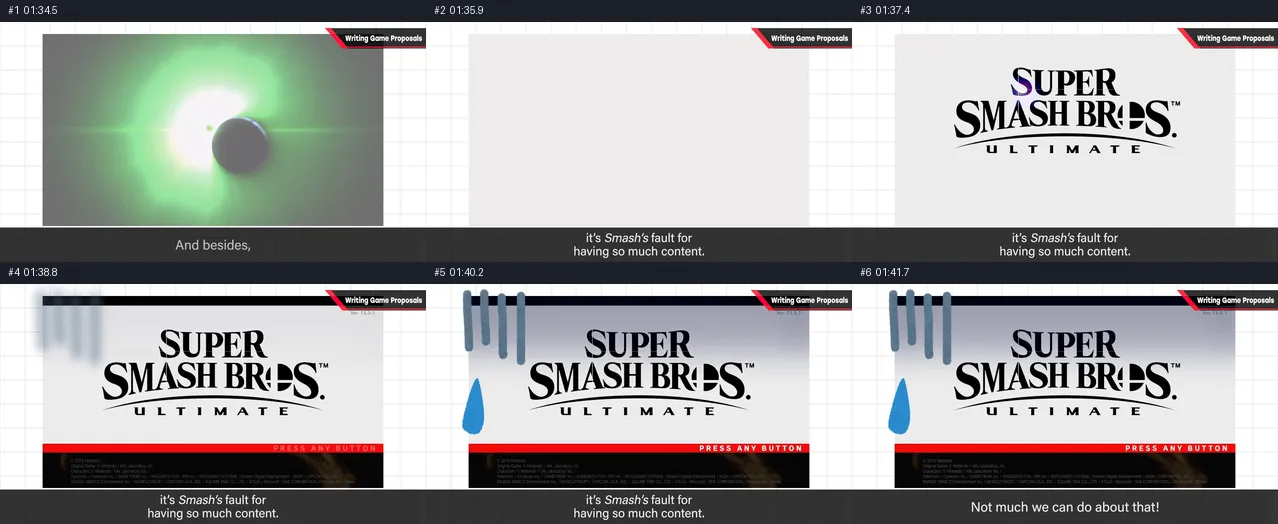 #1 01:34.5
Writing Game Proposals
And besides,
#2 01:35.9
Writing Game Proposals
it's Smash's fault for
having so much content.
#3 01:37.4
Writing Game Proposals
SUPER
SMASH BROS.™
ULTIMATE
it's Smash's fault for
having so much content.
#4 01:38.8
Writing Game Proposals
SUPER
SMASH BROS.™
ULTIMATE
PRESS ANY BUTTON
it's Smash's fault for
having so much content.
#5 01:40.2
Writing Game Proposals
SUPER
SMASH BROS.™
ULTIMATE
PRESS ANY BUTTON
it's Smash's fault for
having so much content.
#6 01:41.7
Writing Game Proposals
SUPER
SMASH BROS.™
ULTIMATE
PRESS ANY BUTTON
Not much we can do about that!